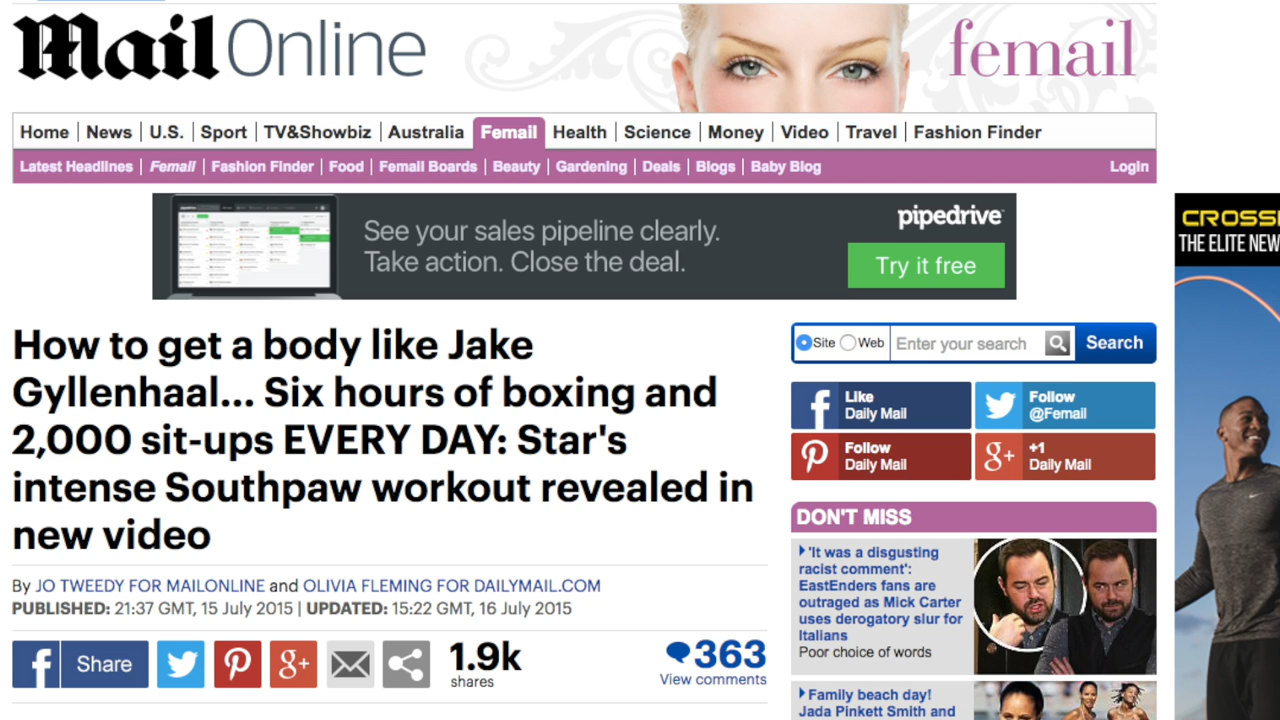 Mail Online
femail
Home News U.S. Sport TV&Showbiz Australia Femail Health Science Money Video Travel Fashion Finder
Latest Headlines Femail Fashion Finder Food Femail Boards Beauty Gardening Deals Blogs Baby Blog Login
pipedrive
See your sales pipeline clearly.
Take action. Close the deal.
Try it free
THE ELITE NEW
How to get a body like Jake
Gyllenhaal... Six hours of boxing and
2,000 sit-ups EVERY DAY: Star's
intense Southpaw workout revealed in
new video
By JO TWEEDY FOR MAILONLINE and OLIVIA FLEMING FOR DAILYMAIL.COM
PUBLISHED: 21:37 GMT, 15 July 2015 | UPDATED: 15:22 GMT, 16 July 2015
f Share
g+
1.9k
shares
363
View comments
Site Web Enter your search Search
f Like
Daily Mail
Follow
@Femail
Follow
Daily Mail
g+ +1
Daily Mail
DON'T MISS
'It was a disgusting
racist comment':
EastEnders fans are
outraged as Mick Carter
uses derogatory slur for
Italians
Poor choice of words
Family beach day!
Jada Pinkett Smith and